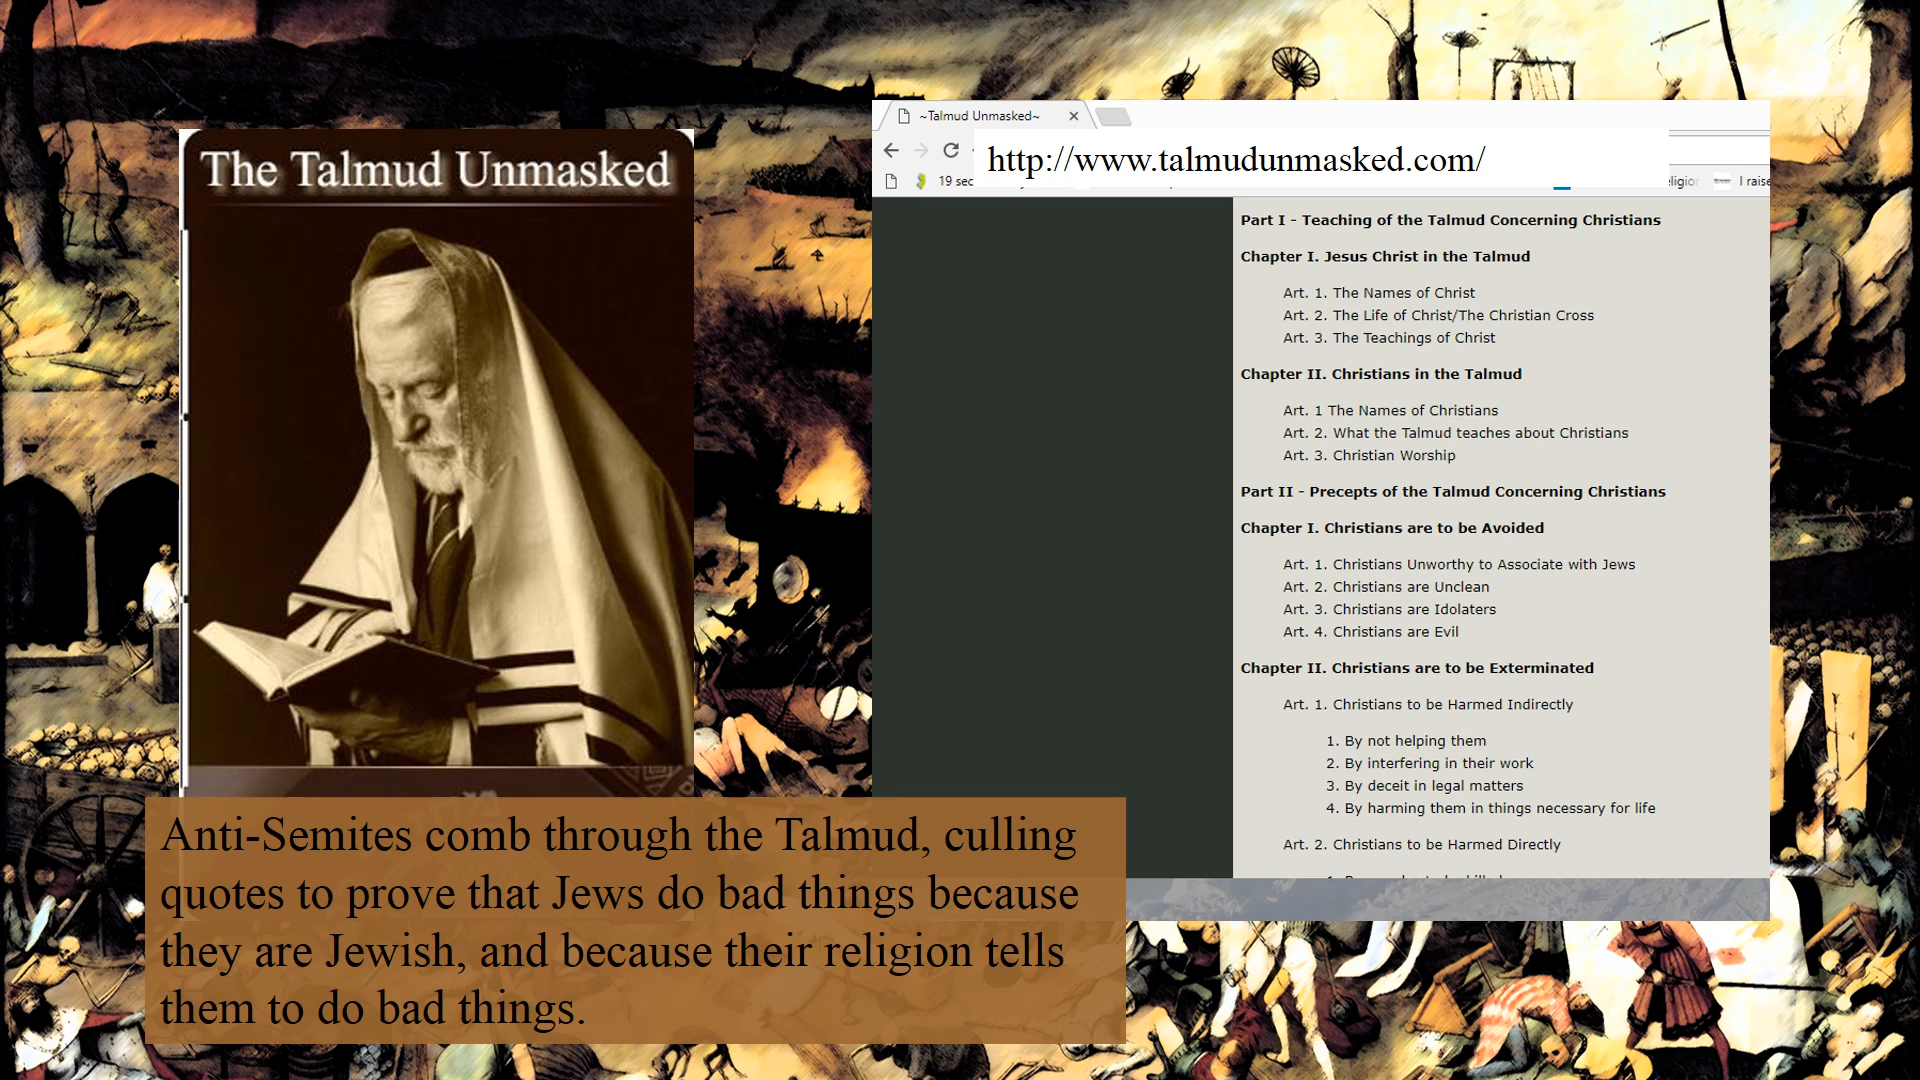 The Talmud Unmasked
~Talmud Unmasked~
http://www.talmudunmasked.com/
19 sec
I raise
Part I - Teaching of the Talmud Concerning Christians
Chapter I. Jesus Christ in the Talmud
Art. 1. The Names of Christ
Art. 2. The Life of Christ/The Christian Cross
Art. 3. The Teachings of Christ
Chapter II. Christians in the Talmud
Art. 1 The Names of Christians
Art. 2. What the Talmud teaches about Christians
Art. 3. Christian Worship
Part II - Precepts of the Talmud Concerning Christians
Chapter I. Christians are to be Avoided
Art. 1. Christians Unworthy to Associate with Jews
Art. 2. Christians are Unclean
Art. 3. Christians are Idolaters
Art. 4. Christians are Evil
Chapter II. Christians are to be Exterminated
Art. 1. Christians to be Harmed Indirectly
1. By not helping them
2. By interfering in their work
3. By deceit in legal matters
4. By harming them in things necessary for life
Art. 2. Christians to be Harmed Directly
Anti-Semites comb through the Talmud, culling
quotes to prove that Jews do bad things because
they are Jewish, and because their religion tells
them to do bad things.